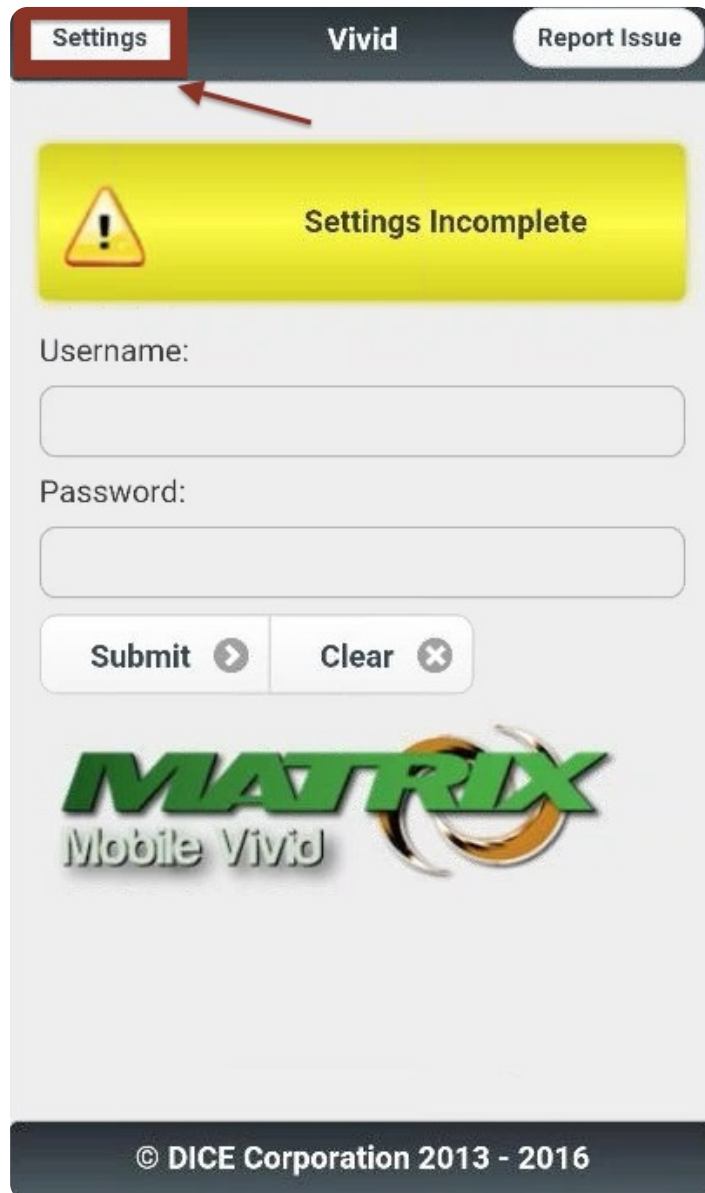 Settings
Vivid
Report Issue
Settings Incomplete
Username:
Password:
Submit
Clear
MATRIX
Mobile Vivid
© DICE Corporation 2013 - 2016